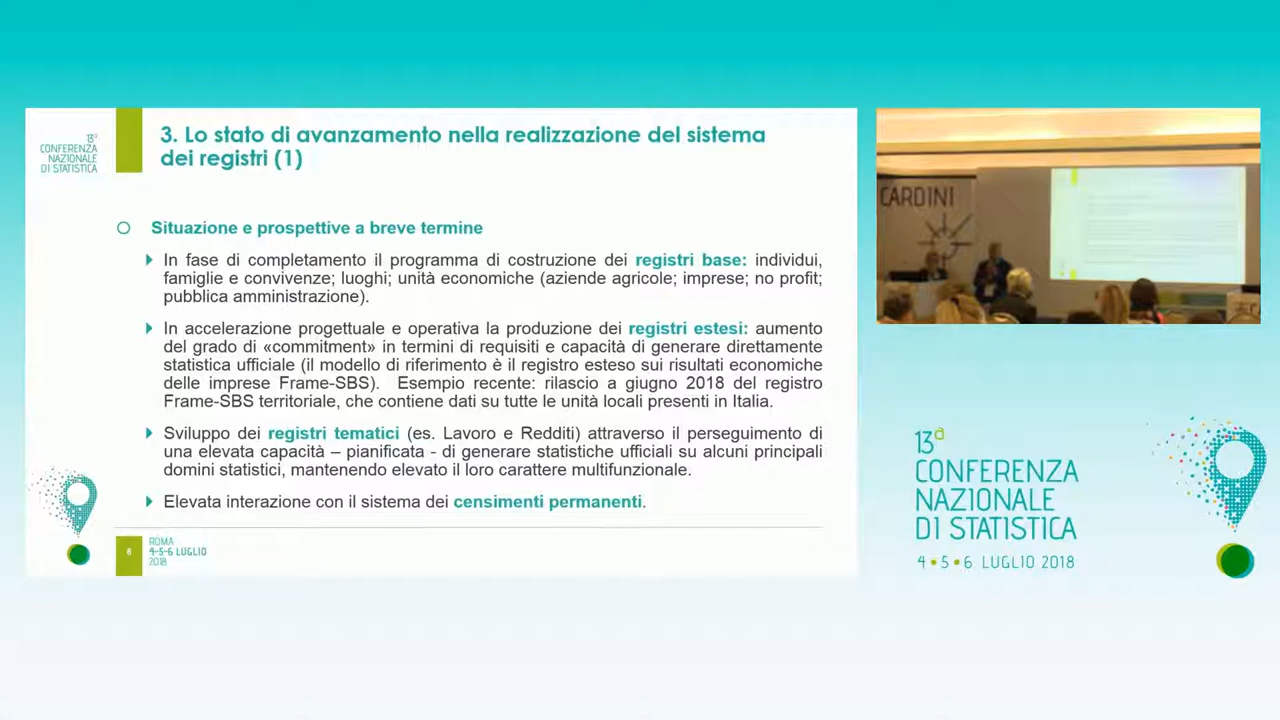 13ª
CONFERENZA
NAZIONALE
DI STATISTICA
3. Lo stato di avanzamento nella realizzazione del sistema
dei registri (1)
Situazione e prospettive a breve termine
In fase di completamento il programma di costruzione dei registri base: individui,
famiglie e convivenze; luoghi; unità economiche (aziende agricole; imprese; no profit;
pubblica amministrazione).
In accelerazione progettuale e operativa la produzione dei registri estesi: aumento
del grado di «commitment» in termini di requisiti e capacità di generare direttamente
statistica ufficiale (il modello di riferimento è il registro esteso sui risultati economiche
delle imprese Frame-SBS). Esempio recente: rilascio a giugno 2018 del registro
Frame-SBS territoriale, che contiene dati su tutte le unità locali presenti in Italia.
Sviluppo dei registri tematici (es. Lavoro e Redditi) attraverso il perseguimento di
una elevata capacità – pianificata - di generare statistiche ufficiali su alcuni principali
domini statistici, mantenendo elevato il loro carattere multifunzionale.
Elevata interazione con il sistema dei censimenti permanenti.
6
ROMA
4-5-6 LUGLIO
2018
CARDINI
13ª
CONFERENZA
NAZIONALE
DI STATISTICA
4 • 5 • 6 LUGLIO 2018